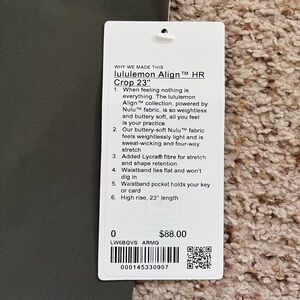 WHY WE MADE THIS
lululemon Align™ HR
Crop 23"
1. When feeling nothing is
everything. The lululemon
Align™ collection, powered by
Nulu™ fabric, is so weightless
and buttery soft, all you feel
is your practice
2. Our buttery-soft Nulu™ fabric
feels weightlessly light and is
sweat-wicking and four-way
stretch
3. Added Lycra® fibre for stretch
and shape retention
4. Waistband lies flat and won't
dig in
5. Waistband pocket holds your key
or card
6. High rise, 23" length
0 $88.00
LW6BQVS ARMG
000145330907